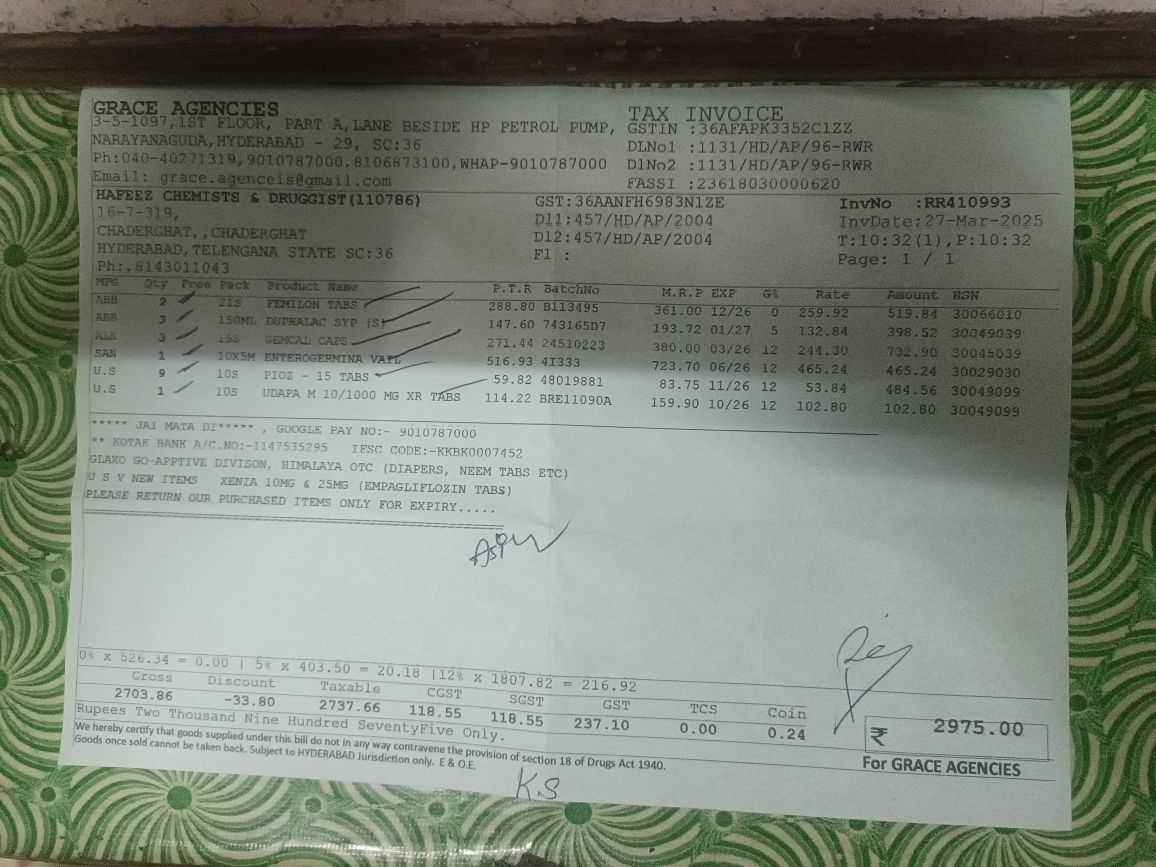 GRACE AGENCIES
3-5-1097,1ST FLOOR, PART A,LANE BESIDE HP PETROL PUMP,
NARAYANAGUDA,HYDERABAD - 29, SC:36
Ph:040-40271319,9010787000.8106873100,WHAP-9010787000
Email: grace.agenceis@gmail.com
TAX INVOICE
GSTIN :36AFAPK3352C1ZZ
DLNo1 :1131/HD/AP/96-RWR
DlNo2 :1131/HD/AP/96-RWR
FASSI :23618030000620
HAFEEZ CHEMISTS & DRUGGIST(110786)
16-7-319,
CHADERGHAT,,CHADERGHAT
HYDERABAD,TELENGANA STATE SC:36
Ph:,8143011043
GST:36AANFH6983N1ZE
Dl1:457/HD/AP/2004
Dl2:457/HD/AP/2004
Fl :
InvNo :RR410993
InvDate:27-Mar-2025
T:10:32(1),P:10:32
Page: 1 / 1
MFG Qty Free Pack Product Name P.T.R BatchNo M.R.P EXP G% Rate Amount HSN
ABB 2 21S FEMILON TABS 288.80 B113495 361.00 12/26 0 259.92 519.84 30066010
ABB 3 150ML DUPHALAC SYP (S) 147.60 743165D7 193.72 01/27 5 132.84 398.52 30049039
ALK 3 15S GEMCAL CAPS 271.44 24510223 380.00 03/26 12 244.30 732.90 30045039
SAN 1 10X5M ENTEROGERMINA VAIL 516.93 4I333 723.70 06/26 12 465.24 465.24 30029030
U.S 9 10S PIOZ - 15 TABS 59.82 48019881 83.75 11/26 12 53.84 484.56 30049099
U.S 1 10S UDAPA M 10/1000 MG XR TABS 114.22 BRE11090A 159.90 10/26 12 102.80 102.80 30049099
***** JAI MATA DI***** , GOOGLE PAY NO:- 9010787000
** KOTAK BANK A/C.NO:-1147535295 IFSC CODE:-KKBK0007452
GLAXO GO-APPTIVE DIVISON, HIMALAYA OTC (DIAPERS, NEEM TABS ETC)
U S V NEW ITEMS XENIA 10MG & 25MG (EMPAGLIFLOZIN TABS)
PLEASE RETURN OUR PURCHASED ITEMS ONLY FOR EXPIRY.....
0% x 526.34 = 0.00 | 5% x 403.50 = 20.18 |12% x 1807.82 = 216.92
Gross Discount Taxable CGST SGST GST TCS Coin
2703.86 -33.80 2737.66 118.55 118.55 237.10 0.00 0.24
₹ 2975.00
Rupees Two Thousand Nine Hundred SeventyFive Only.
We hereby certify that goods supplied under this bill do not in any way contravene the provision of section 18 of Drugs Act 1940.
Goods once sold cannot be taken back. Subject to HYDERABAD Jurisdiction only. E & O.E.
For GRACE AGENCIES
K.S